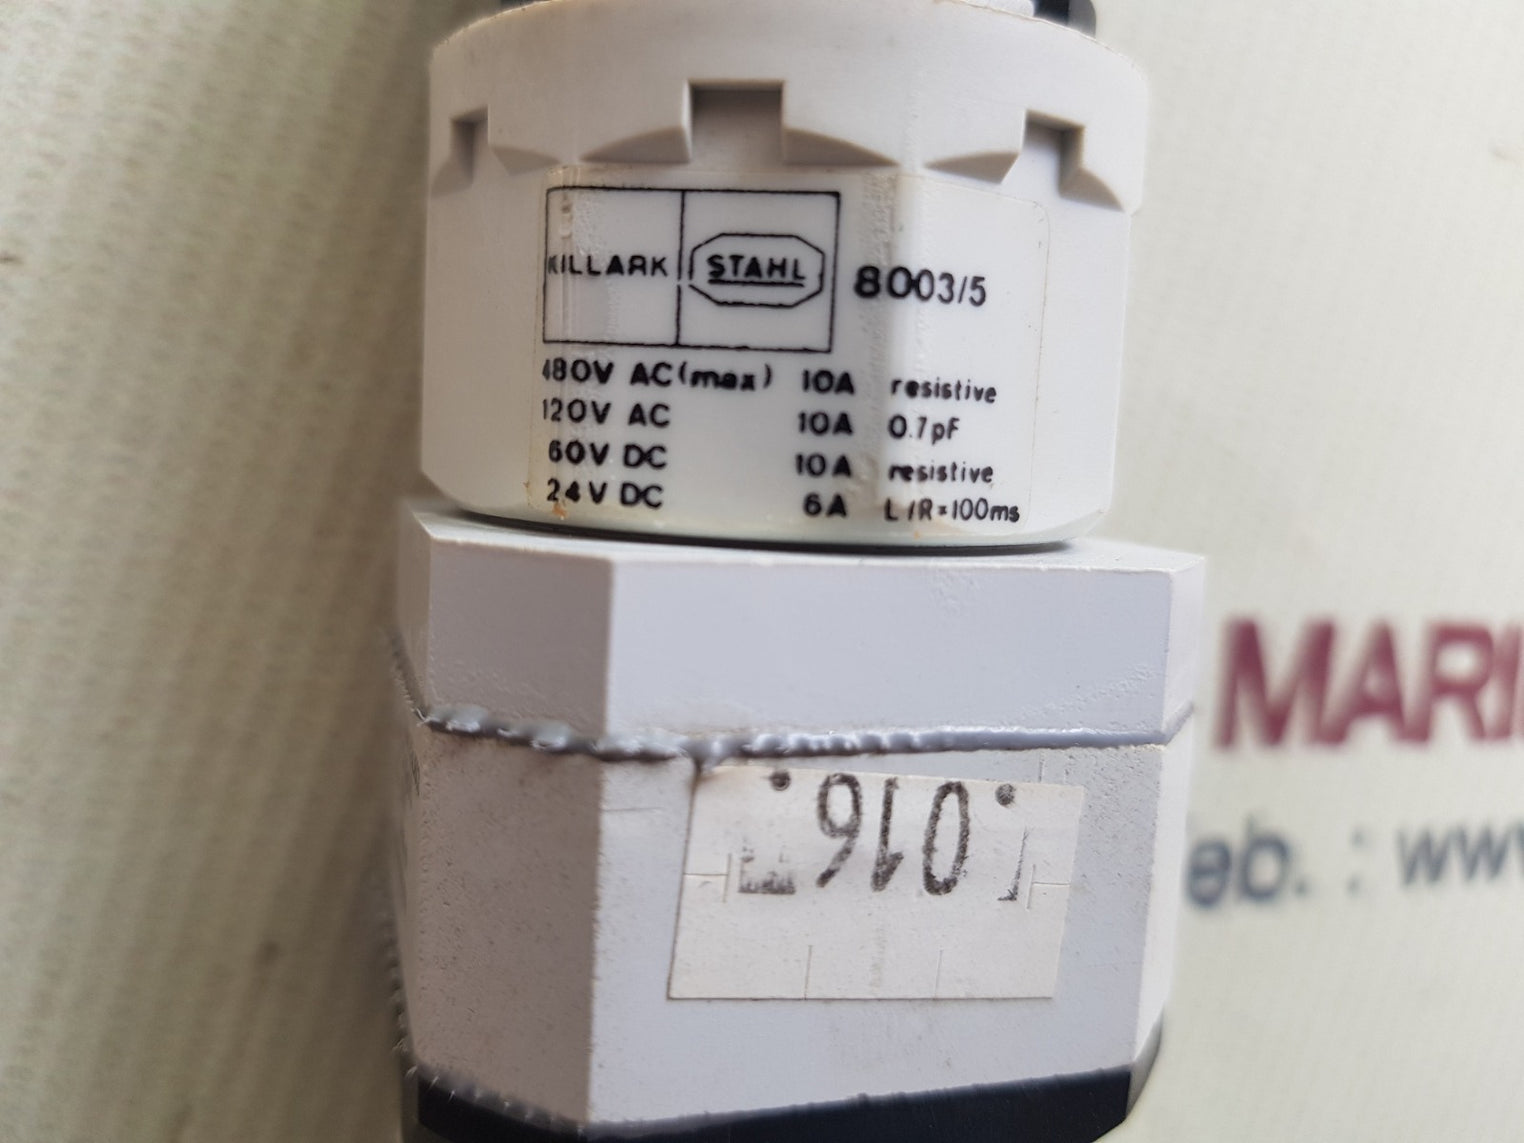 KILLARK STAHL 8003/5
480V AC (max) 10A resistive
120V AC 10A 0.7pF
60V DC 10A resistive
24V DC 6A L/R=100ms
MARI
eb. : www